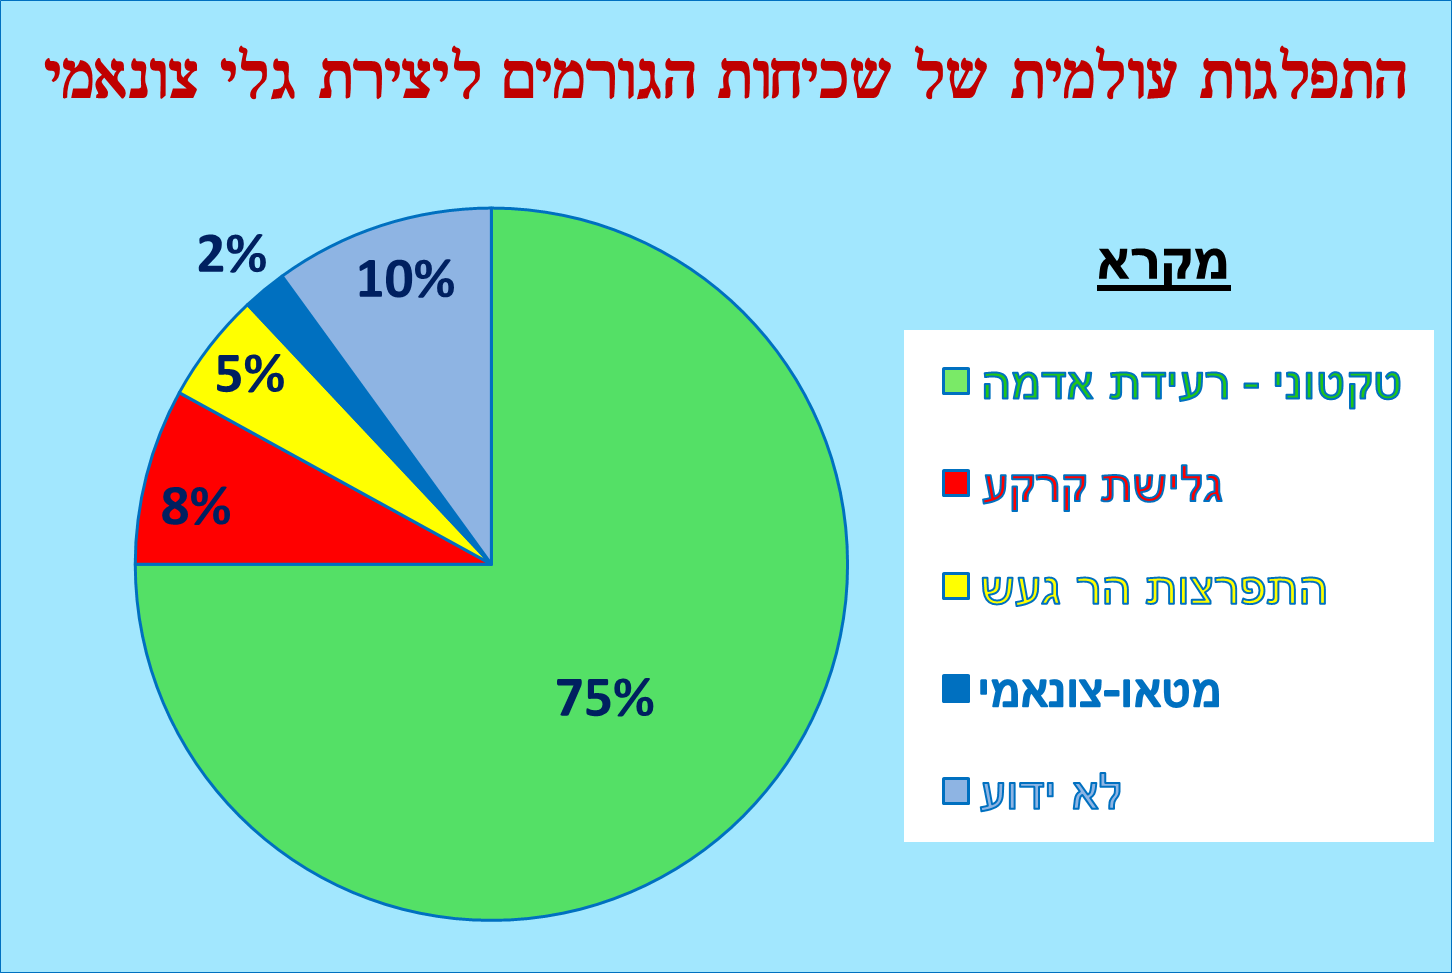 התפלגות עולמית של שכיחות הגורמים ליצירת גלי צונאמי
2%
10%
5%
8%
75%
מקרא
טקטוני - רעידת אדמה
גלישת קרקע
התפרצות הר געש
מטאו-צונאמי
לא ידוע